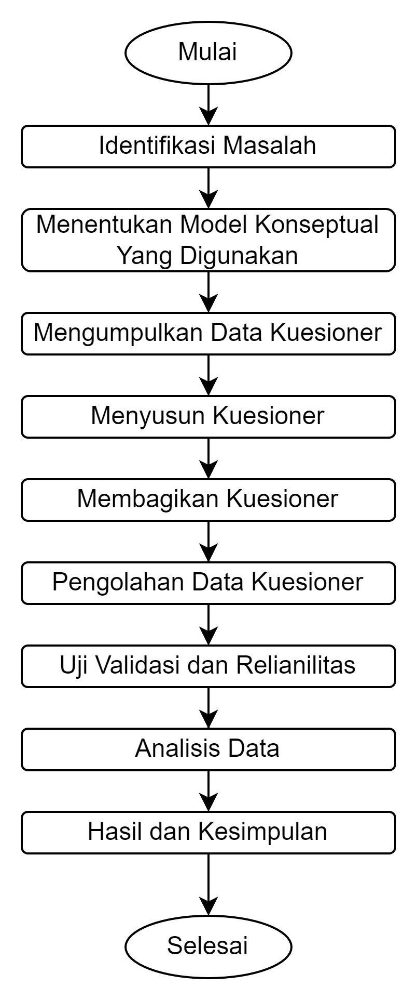 Mulai
Identifikasi Masalah
Menentukan Model Konseptual
Yang Digunakan
Mengumpulkan Data Kuesioner
Menyusun Kuesioner
Membagikan Kuesioner
Pengolahan Data Kuesioner
Uji Validasi dan Relianilitas
Analisis Data
Hasil dan Kesimpulan
Selesai